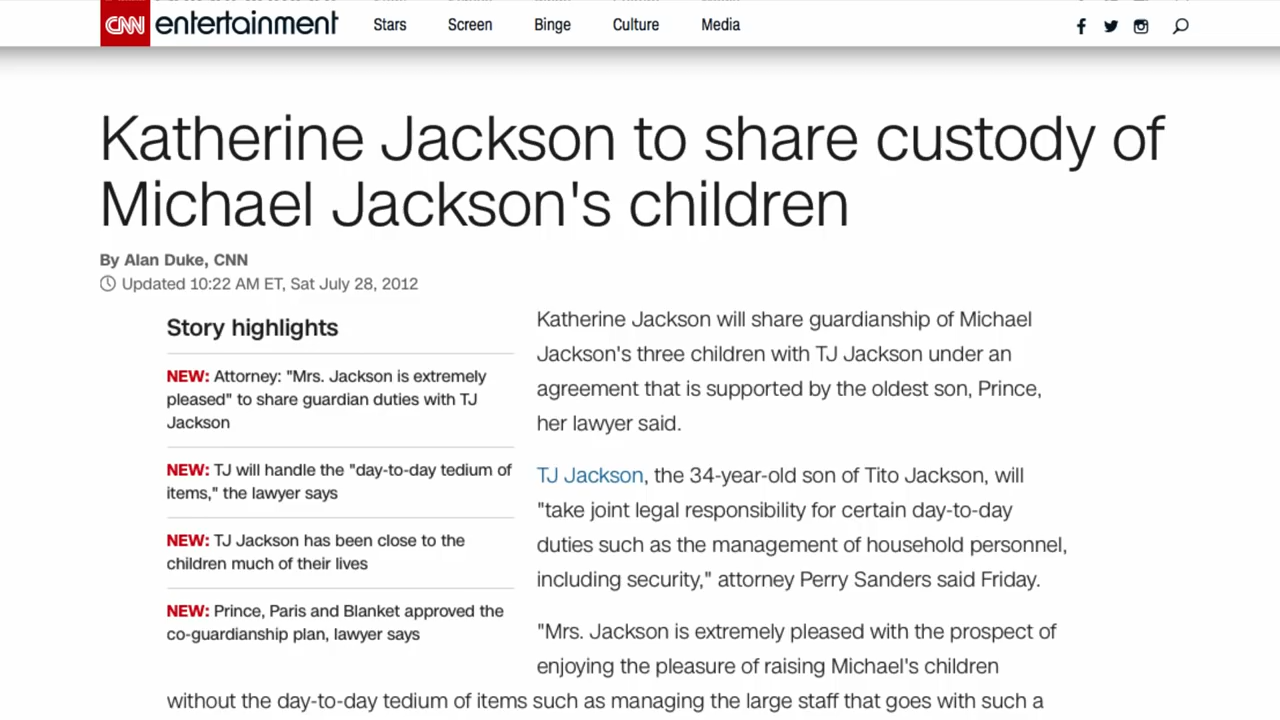 CNN entertainment Stars Screen Binge Culture Media
Katherine Jackson to share custody of
Michael Jackson's children
By Alan Duke, CNN
Updated 10:22 AM ET, Sat July 28, 2012
Story highlights
NEW: Attorney: "Mrs. Jackson is extremely
pleased" to share guardian duties with TJ
Jackson
NEW: TJ will handle the "day-to-day tedium of
items," the lawyer says
NEW: TJ Jackson has been close to the
children much of their lives
NEW: Prince, Paris and Blanket approved the
co-guardianship plan, lawyer says
Katherine Jackson will share guardianship of Michael
Jackson's three children with TJ Jackson under an
agreement that is supported by the oldest son, Prince,
her lawyer said.
TJ Jackson, the 34-year-old son of Tito Jackson, will
"take joint legal responsibility for certain day-to-day
duties such as the management of household personnel,
including security," attorney Perry Sanders said Friday.
"Mrs. Jackson is extremely pleased with the prospect of
enjoying the pleasure of raising Michael's children
without the day-to-day tedium of items such as managing the large staff that goes with such a